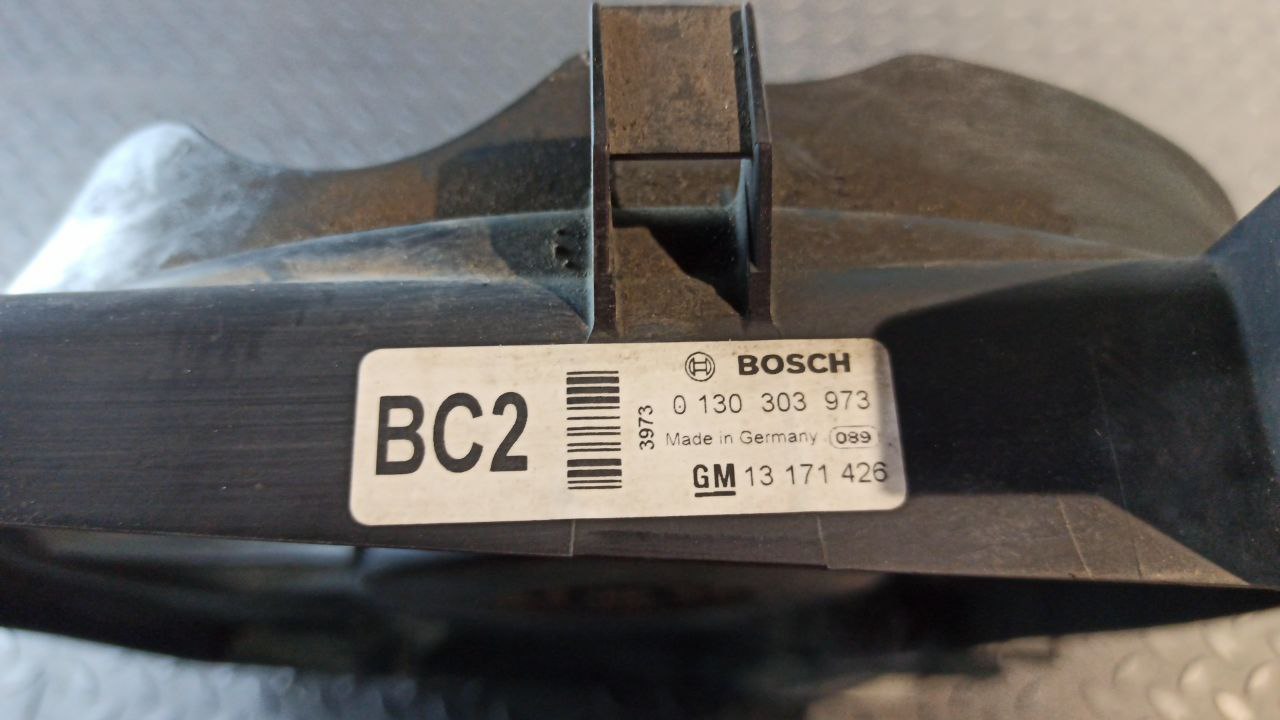 BC2
3973
BOSCH
0 130 303 973
Made in Germany 089
GM 13 171 426